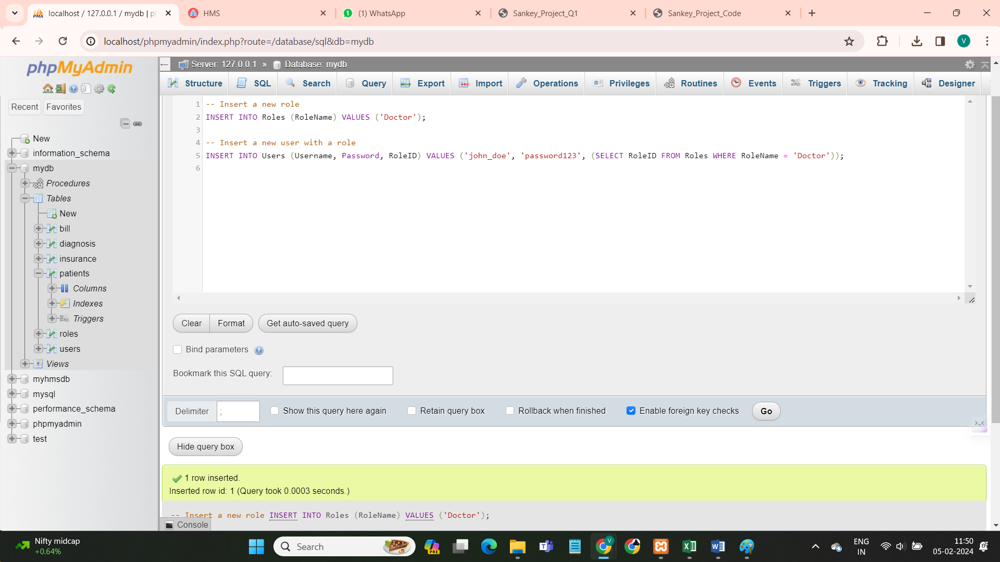 localhost / 127.0.0.1 / mydb | ph
HMS
(1) WhatsApp
Sankey_Project_Q1
Sankey_Project_Code
localhost/phpmyadmin/index.php?route=/database/sql&db=mydb
V
phpMyAdmin
Recent
Favorites
New
information_schema
mydb
Procedures
Tables
New
bill
diagnosis
insurance
patients
Columns
Indexes
Triggers
roles
users
Views
myhmsdb
mysql
performance_schema
phpmyadmin
test
Server: 127.0.0.1 » Database: mydb
Structure
SQL
Search
Query
Export
Import
Operations
Privileges
Routines
Events
Triggers
Tracking
Designer
1 -- Insert a new role
2 INSERT INTO Roles (RoleName) VALUES ('Doctor');
3
4 -- Insert a new user with a role
5 INSERT INTO Users (Username, Password, RoleID) VALUES ('john_doe', 'password123', (SELECT RoleID FROM Roles WHERE RoleName = 'Doctor'));
6
Clear
Format
Get auto-saved query
Bind parameters
Bookmark this SQL query:
Delimiter ;
Show this query here again
Retain query box
Rollback when finished
Enable foreign key checks
Go
Hide query box
1 row inserted.
Inserted row id: 1 (Query took 0.0003 seconds.)
-- Insert a new role INSERT INTO Roles (RoleName) VALUES ('Doctor');
Console
Nifty midcap
+0.64%
Search
PRE
V
ENG
IN
11:50
05-02-2024